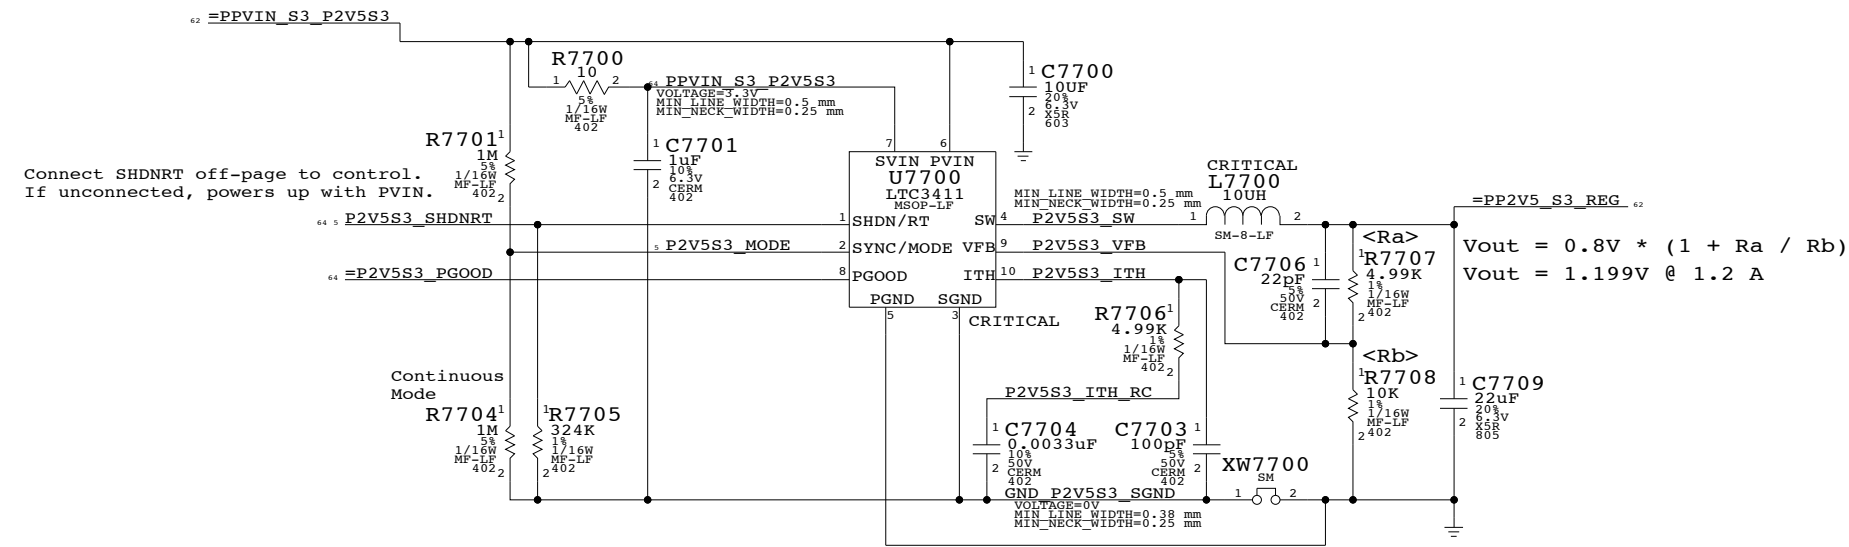 62 =PPVIN_S3_P2V5S3
R7700
10
1 2
5%
1/16W
MF-LF
402
64 PPVIN_S3_P2V5S3
VOLTAGE=3.3V
MIN_LINE_WIDTH=0.5 mm
MIN_NECK_WIDTH=0.25 mm
1 C7700
10UF
20%
6.3V
2 X5R
603
R7701 1
1M
5%
1/16W
MF-LF
402 2
1 C7701
1uF
10%
6.3V
2 CERM
402
Connect SHDNRT off-page to control.
If unconnected, powers up with PVIN.
7 6
SVIN PVIN
U7700
LTC3411
MSOP-LF
64 5 P2V5S3_SHDNRT 1 SHDN/RT
5 P2V5S3_MODE 2 SYNC/MODE
64 =P2V5S3_PGOOD 8 PGOOD
SW 4 P2V5S3_SW
VFB 9 P2V5S3_VFB
ITH 10 P2V5S3_ITH
PGND SGND
5 3 CRITICAL
MIN_LINE_WIDTH=0.5 mm
MIN_NECK_WIDTH=0.25 mm
CRITICAL
L7700
10UH
1 2
SM-8-LF
=PP2V5_S3_REG 62
Vout = 0.8V * (1 + Ra / Rb)
Vout = 1.199V @ 1.2 A
C7706 1
22pF
5%
50V
CERM 2
402
<Ra>
1 R7707
4.99K
1%
1/16W
MF-LF
2 402
R7706 1
4.99K
1%
1/16W
MF-LF
402 2
<Rb>
1 R7708
10K
1%
1/16W
MF-LF
2 402
1 C7709
22uF
20%
6.3V
2 X5R
805
Continuous
Mode
R7704 1
1M
5%
1/16W
MF-LF
402 2
1 R7705
324K
1%
1/16W
MF-LF
2 402
P2V5S3_ITH_RC
1 C7704
0.0033uF
10%
50V
2 CERM
402
C7703 1
100pF
5%
50V
CERM 2
402
XW7700
SM
1 2
GND_P2V5S3_SGND
VOLTAGE=0V
MIN_LINE_WIDTH=0.38 mm
MIN_NECK_WIDTH=0.25 mm